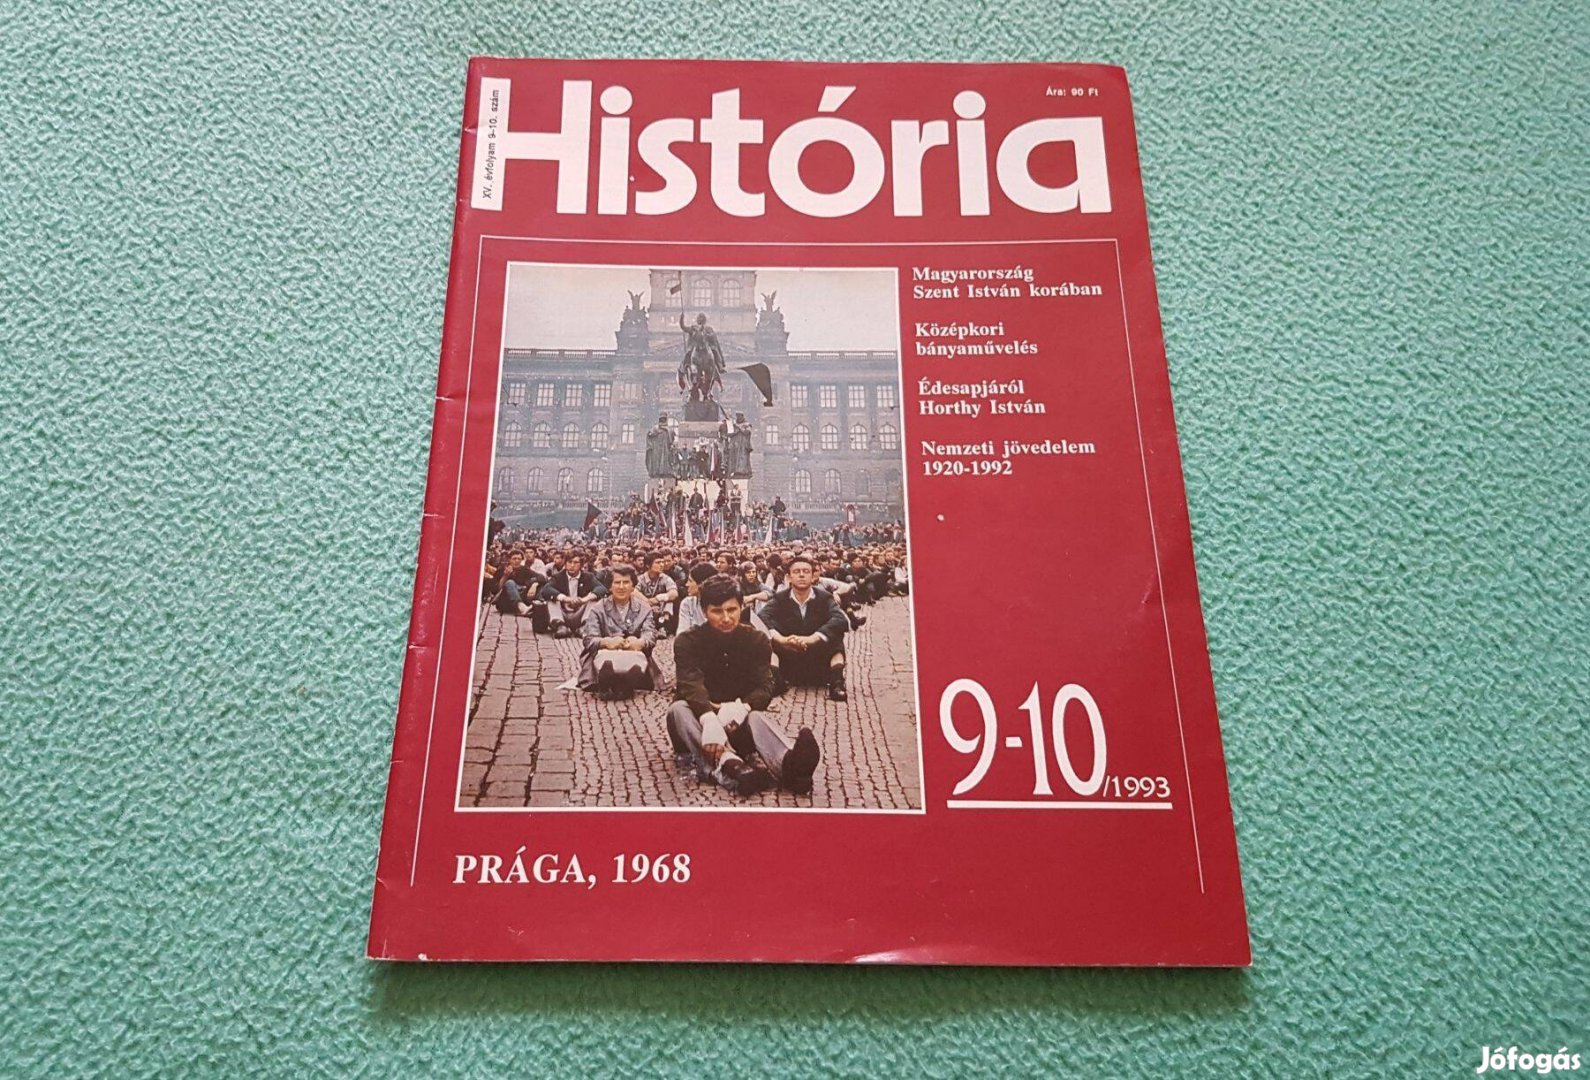 XV. évfolyam 9-10. szám
Ára: 90 Ft
História
Magyarország
Szent István korában
Középkori
bányaművelés
Édesapjáról
Horthy István
Nemzeti jövedelem
1920-1992
9-10/1993
PRÁGA, 1968
Jófogás